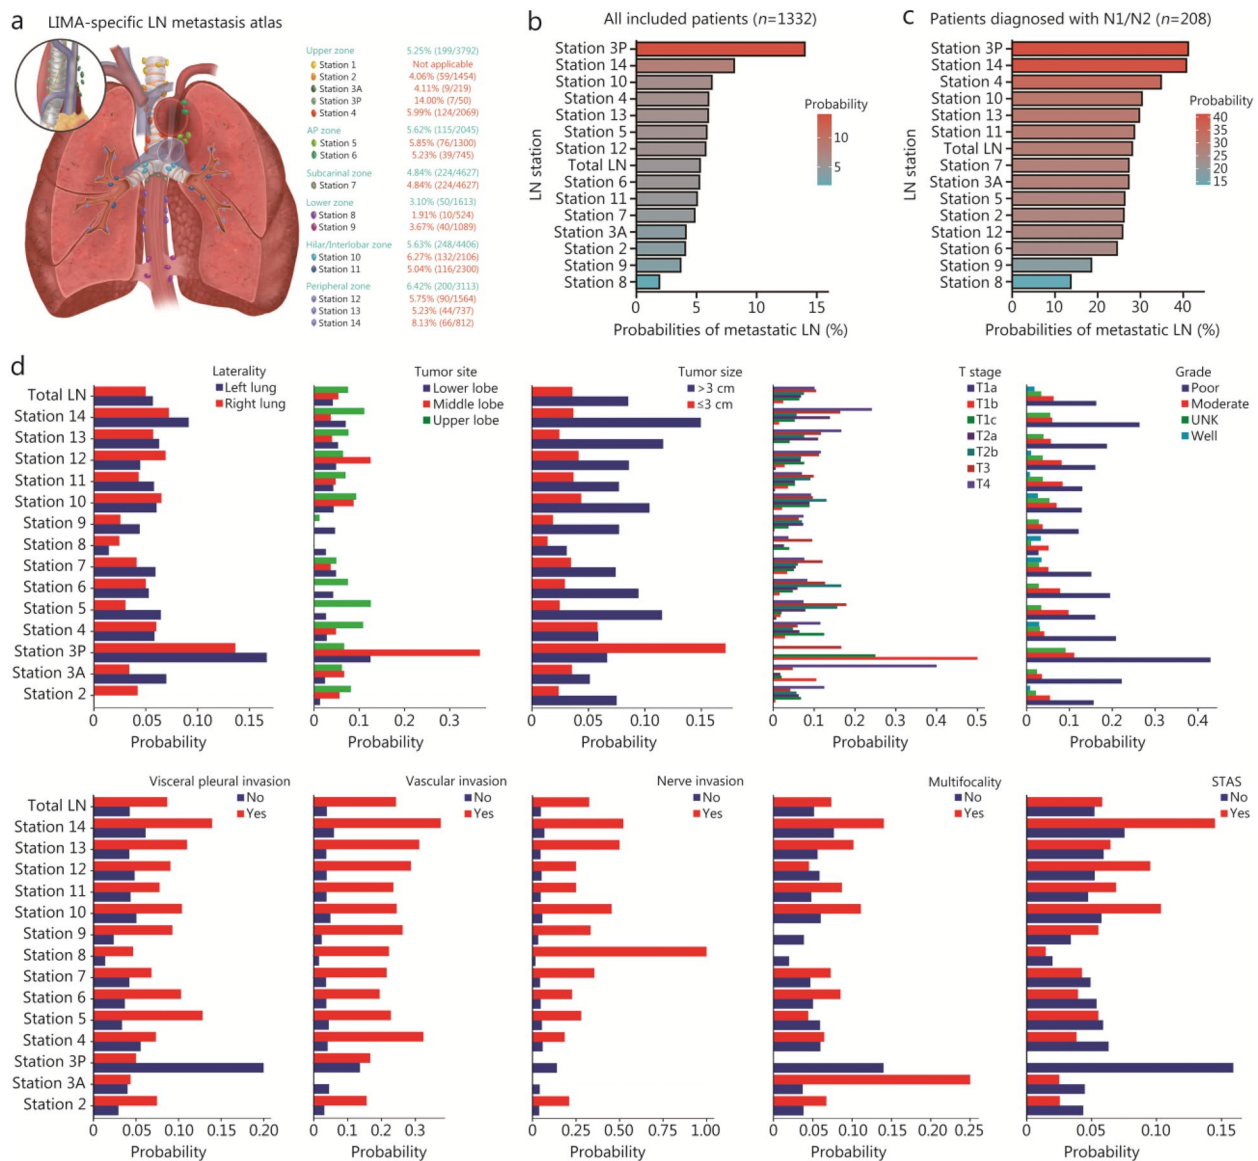 a
LIMA-specific LN metastasis atlas
Upper zone 5.25% (199/3792)
Station 1 Not applicable
Station 2 4.06% (59/1454)
Station 3A 4.11% (9/219)
Station 3P 14.00% (7/50)
Station 4 5.99% (124/2069)
AP zone 5.62% (115/2045)
Station 5 5.85% (76/1300)
Station 6 5.23% (39/745)
Subcarinal zone 4.84% (224/4627)
Station 7 4.84% (224/4627)
Lower zone 3.10% (50/1613)
Station 8 1.91% (10/524)
Station 9 3.67% (40/1089)
Hilar/Interlobar zone 5.63% (248/4406)
Station 10 6.27% (132/2106)
Station 11 5.04% (116/2300)
Peripheral zone 6.42% (200/3113)
Station 12 5.75% (90/1564)
Station 13 5.23% (44/737)
Station 14 8.13% (66/812)
b
All included patients (n=1332)
LN station
Station 3P
Station 14
Station 10
Station 4
Station 13
Station 5
Station 12
Total LN
Station 6
Station 11
Station 7
Station 3A
Station 2
Station 9
Station 8
0 5 10 15
Probabilities of metastatic LN (%)
Probability
10
5
c
Patients diagnosed with N1/N2 (n=208)
LN station
Station 3P
Station 14
Station 4
Station 10
Station 13
Station 11
Total LN
Station 7
Station 3A
Station 5
Station 2
Station 12
Station 6
Station 9
Station 8
0 10 20 30 40
Probabilities of metastatic LN (%)
Probability
40
35
30
25
20
15
d
Total LN
Station 14
Station 13
Station 12
Station 11
Station 10
Station 9
Station 8
Station 7
Station 6
Station 5
Station 4
Station 3P
Station 3A
Station 2
Laterality
Left lung
Right lung
0 0.05 0.10 0.15
Probability
Tumor site
Lower lobe
Middle lobe
Upper lobe
0 0.1 0.2 0.3
Probability
Tumor size
>3 cm
≤3 cm
0 0.05 0.10 0.15
Probability
T stage
T1a
T1b
T1c
T2a
T2b
T3
T4
0 0.1 0.2 0.3 0.4 0.5
Probability
Grade
Poor
Moderate
UNK
Well
0 0.1 0.2 0.3 0.4
Probability
Total LN
Station 14
Station 13
Station 12
Station 11
Station 10
Station 9
Station 8
Station 7
Station 6
Station 5
Station 4
Station 3P
Station 3A
Station 2
Visceral pleural invasion
No
Yes
0 0.05 0.10 0.15 0.20
Probability
Vascular invasion
No
Yes
0 0.1 0.2 0.3
Probability
Nerve invasion
No
Yes
0 0.25 0.50 0.75 1.00
Probability
Multifocality
No
Yes
0 0.05 0.10 0.15 0.20 0.25
Probability
STAS
No
Yes
0 0.05 0.10 0.15
Probability